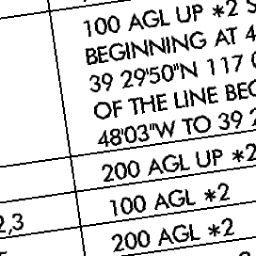 100 AGL UP *2
BEGINNING AT 4
39 29'50"N 117
OF THE LINE BEG
48'03"W TO 39 2
200 AGL UP *2
2,3 100 AGL *2
200 AGL *2